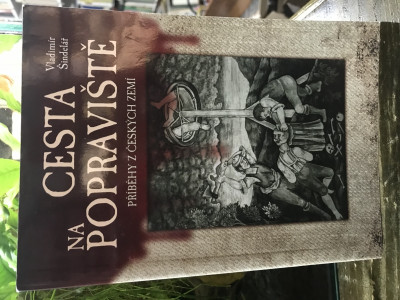 Vladimír
Šindelář
CESTA
NA
POPRAVIŠTĚ
PŘÍBĚHY Z ČESKÝCH ZEMÍ